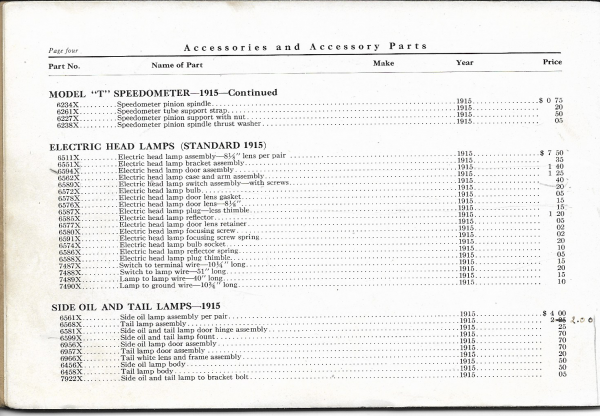 Page four
Accessories and Accessory Parts
Part No. Name of Part Make Year Price
MODEL "T" SPEEDOMETER—1915—Continued
6234X Speedometer pinion spindle 1915 $ 0 75
6261X Speedometer tube support strap 1915 20
6227X Speedometer pinion support with nut 1915 50
6238X Speedometer pinion spindle thrust washer 1915 05
ELECTRIC HEAD LAMPS (STANDARD 1915)
6511X Electric head lamp assembly—8½" lens per pair 1915 $ 7 50
6551X Electric head lamp bracket assembly 1915 35
6594X Electric head lamp door assembly 1915 1 40
6562X Electric head lamp case and arm assembly 1915 1 25
6589X Electric head lamp switch assembly—with screws 1915 40
6572X Electric head lamp bulb 1915 20
6578X Electric head lamp door lens gasket 1915 05
6576X Electric head lamp door lens—8¼" 1915 15
6587X Electric head lamp plug—less thimble 1915 15
6585X Electric head lamp reflector 1915 1 20
6577X Electric head lamp door lens retainer 1915 05
6580X Electric head lamp focusing screw 1915 02
6591X Electric head lamp focusing screw spring 1915 02
6574X Electric head lamp bulb socket 1915 20
6586X Electric head lamp reflector spring 1915 10
6588X Electric head lamp plug thimble 1915 05
7487X Switch to terminal wire—10¾" long 1915 15
7488X Switch to lamp wire—51" long 1915 20
7489X Lamp to lamp wire—40" long 1915 15
7490X Lamp to ground wire—10¾" long 1915 10
SIDE OIL AND TAIL LAMPS—1915
6561X Side oil lamp assembly per pair 1915 $ 4 00
6568X Tail lamp assembly 1915 2 25 2.00
6581X Side oil and tail lamp door hinge assembly 1915 25
6599X Side oil and tail lamp fount 1915 70
6956X Side oil lamp door assembly 1915 70
6957X Tail lamp door assembly 1915 70
6966X Tail white lens and frame assembly 1915 20
6456X Side oil lamp body 1915 50
6458X Tail lamp body 1915 50
7922X Side oil and tail lamp to bracket bolt 1915 05